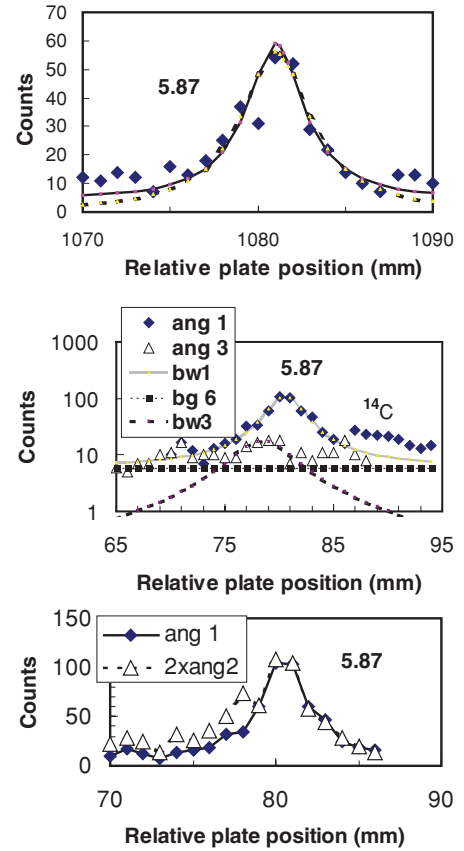 70
60
50
40
30
20
10
0
5.87
Counts
1070 1080 1090
Relative plate position (mm)
ang 1
ang 3
bw1
bg 6
bw3
1000
100
10
1
5.87
¹⁴C
Counts
65 75 85 95
Relative plate position (mm)
150
100
50
0
ang 1
2xang2
5.87
Counts
70 80 90
Relative plate position (mm)